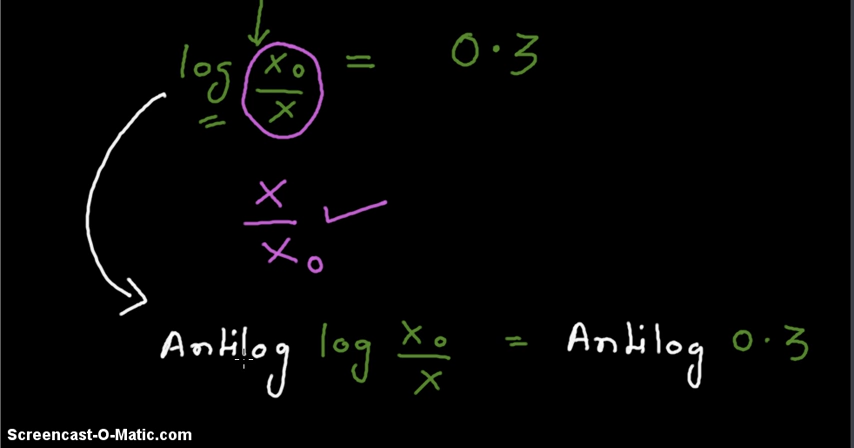 log x₀/x = 0.3
x/x₀ ✓
Antilog log x₀/x = Antilog 0.3
Screencast-O-Matic.com